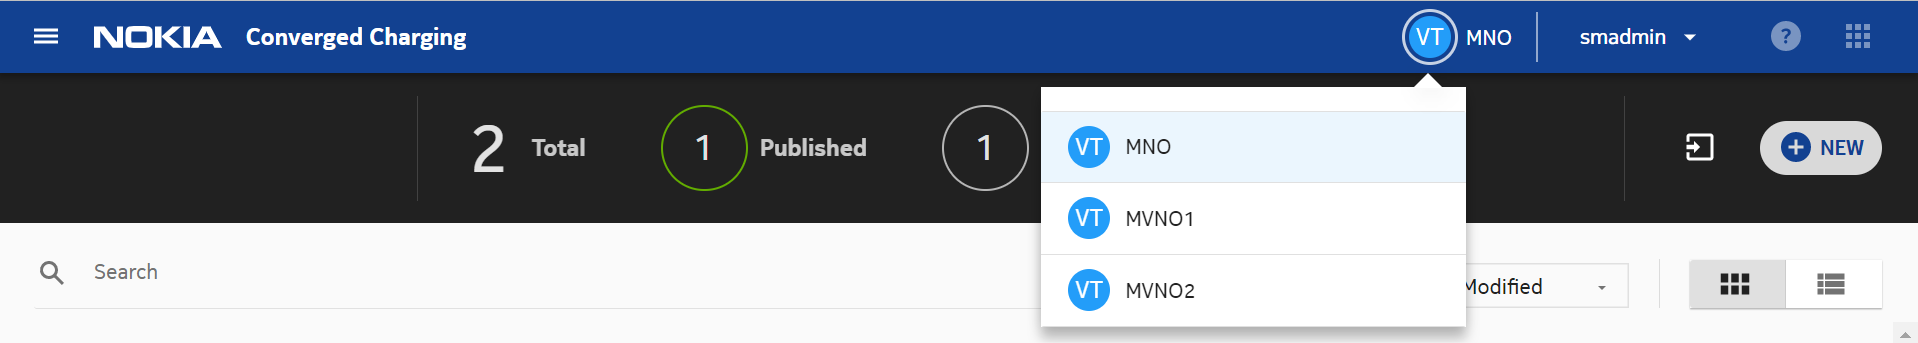 NOKIA Converged Charging VT MNO smadmin ?
2 Total 1 Published 1 NEW
VT MNO
VT MVNO1
VT MVNO2
Search Modified